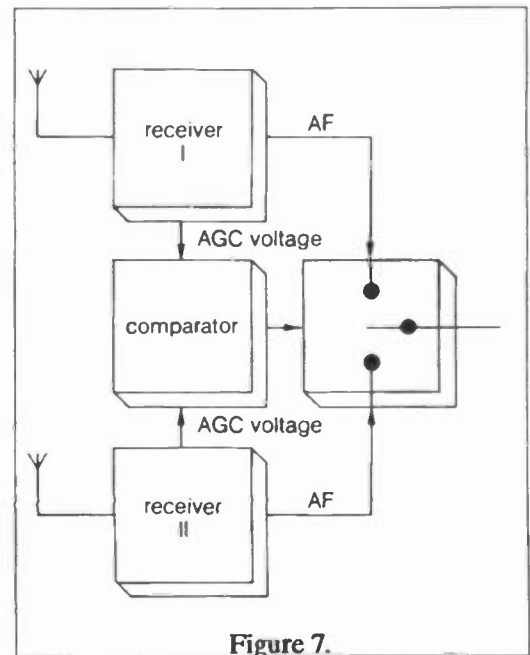 receiver
I
AF
AGC voltage
comparator
AGC voltage
receiver
II
AF
Figure 7.